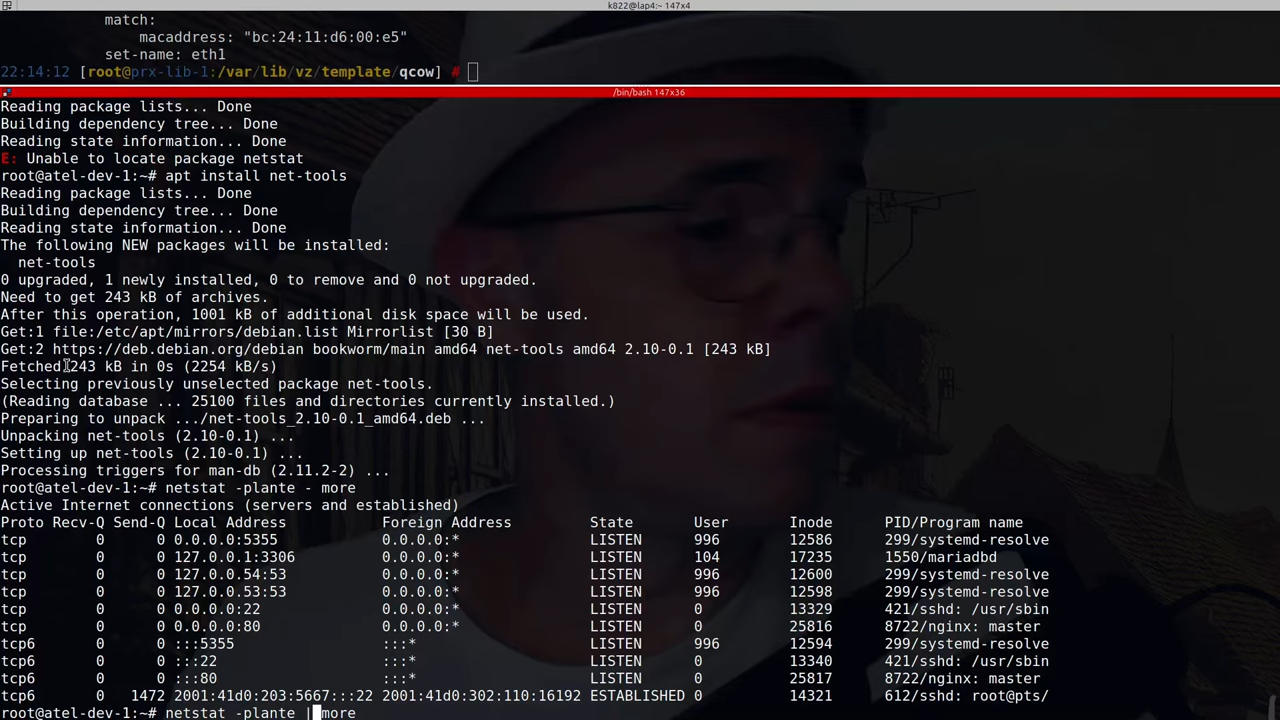 k822@lap4:~ 147x4
match:
macaddress: "bc:24:11:d6:00:e5"
set-name: eth1
22:14:12 [root@prx-lib-1:/var/lib/vz/template/qcow] #
/bin/bash 147x36
Reading package lists... Done
Building dependency tree... Done
Reading state information... Done
E: Unable to locate package netstat
root@atel-dev-1:~# apt install net-tools
Reading package lists... Done
Building dependency tree... Done
Reading state information... Done
The following NEW packages will be installed:
net-tools
0 upgraded, 1 newly installed, 0 to remove and 0 not upgraded.
Need to get 243 kB of archives.
After this operation, 1001 kB of additional disk space will be used.
Get:1 file:/etc/apt/mirrors/debian.list Mirrorlist [30 B]
Get:2 https://deb.debian.org/debian bookworm/main amd64 net-tools amd64 2.10-0.1 [243 kB]
Fetched 243 kB in 0s (2254 kB/s)
Selecting previously unselected package net-tools.
(Reading database ... 25100 files and directories currently installed.)
Preparing to unpack .../net-tools_2.10-0.1_amd64.deb ...
Unpacking net-tools (2.10-0.1) ...
Setting up net-tools (2.10-0.1) ...
Processing triggers for man-db (2.11.2-2) ...
root@atel-dev-1:~# netstat -plante - more
Active Internet connections (servers and established)
Proto Recv-Q Send-Q Local Address Foreign Address State User Inode PID/Program name
tcp 0 0 0.0.0.0:5355 0.0.0.0:* LISTEN 996 12586 299/systemd-resolve
tcp 0 0 127.0.0.1:3306 0.0.0.0:* LISTEN 104 17235 1550/mariadbd
tcp 0 0 127.0.0.54:53 0.0.0.0:* LISTEN 996 12600 299/systemd-resolve
tcp 0 0 127.0.0.53:53 0.0.0.0:* LISTEN 996 12598 299/systemd-resolve
tcp 0 0 0.0.0.0:22 0.0.0.0:* LISTEN 0 13329 421/sshd: /usr/sbin
tcp 0 0 0.0.0.0:80 0.0.0.0:* LISTEN 0 25816 8722/nginx: master
tcp6 0 0 :::5355 :::* LISTEN 996 12594 299/systemd-resolve
tcp6 0 0 :::22 :::* LISTEN 0 13340 421/sshd: /usr/sbin
tcp6 0 0 :::80 :::* LISTEN 0 25817 8722/nginx: master
tcp6 0 1472 2001:41d0:203:5667:::22 2001:41d0:302:110:16192 ESTABLISHED 0 14321 612/sshd: root@pts/
root@atel-dev-1:~# netstat -plante | more